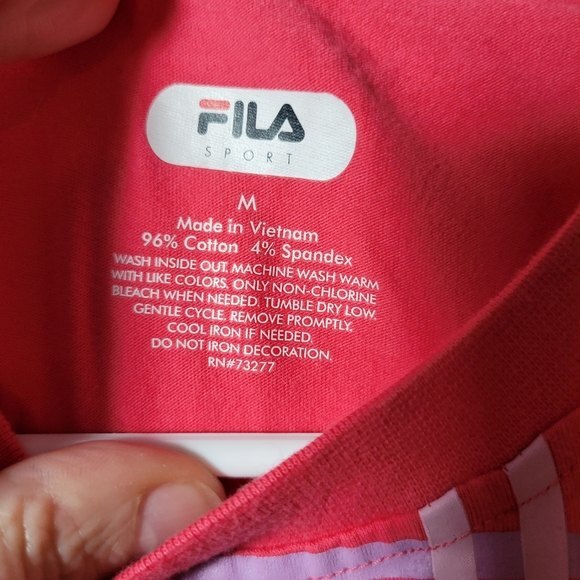 FILA
SPORT
M
Made in Vietnam
96% Cotton 4% Spandex
WASH INSIDE OUT. MACHINE WASH WARM
WITH LIKE COLORS. ONLY NON-CHLORINE
BLEACH WHEN NEEDED. TUMBLE DRY LOW.
GENTLE CYCLE. REMOVE PROMPTLY.
COOL IRON IF NEEDED.
DO NOT IRON DECORATION.
RN#73277